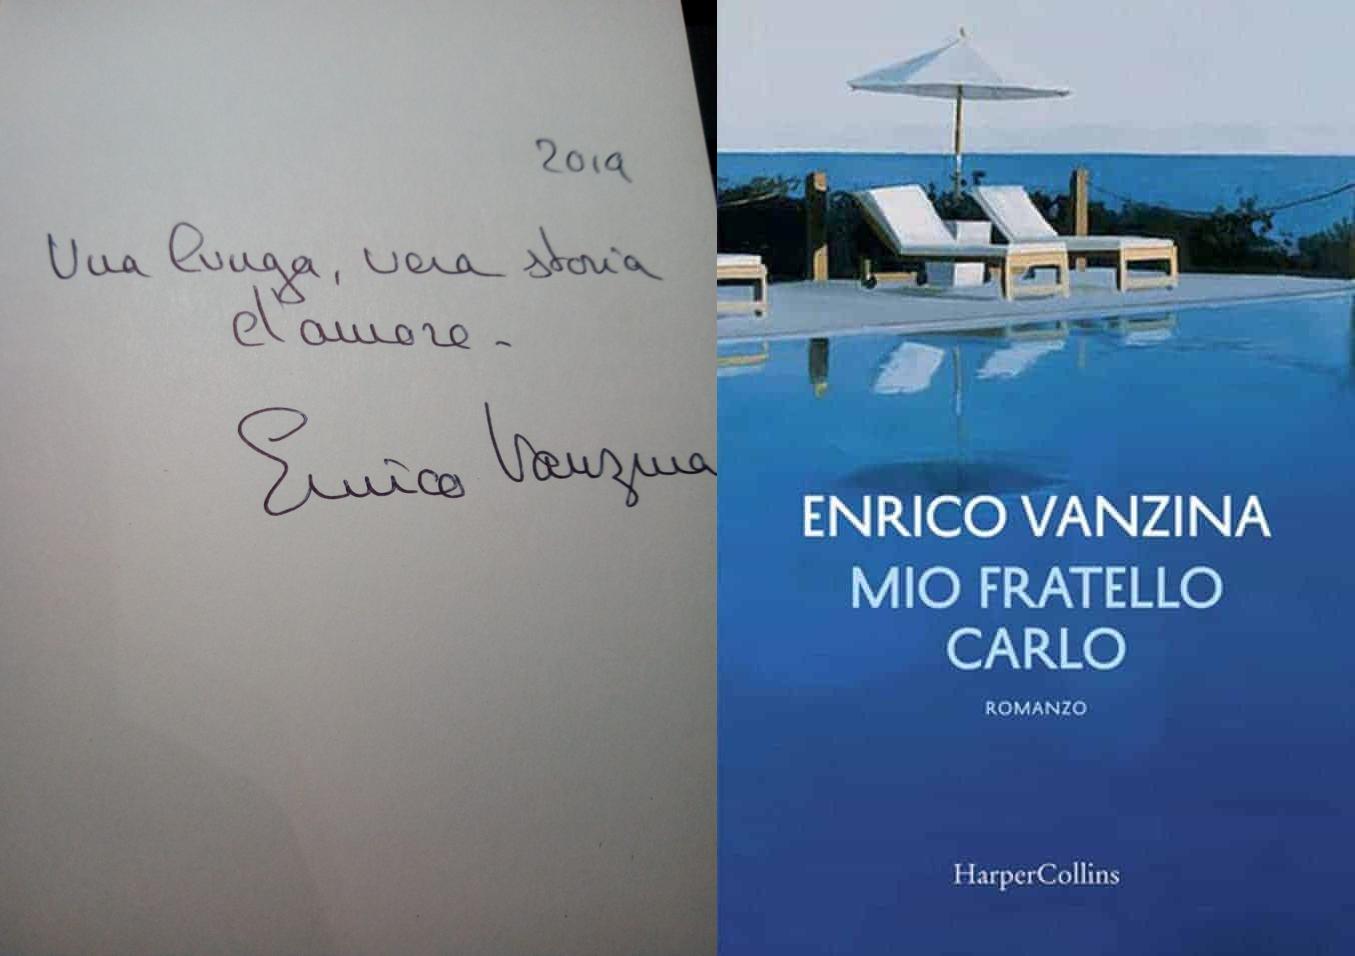 2019
Una lunga, vera storia
d'amore.
Enrico Vanzina
ENRICO VANZINA
MIO FRATELLO
CARLO
ROMANZO
HarperCollins